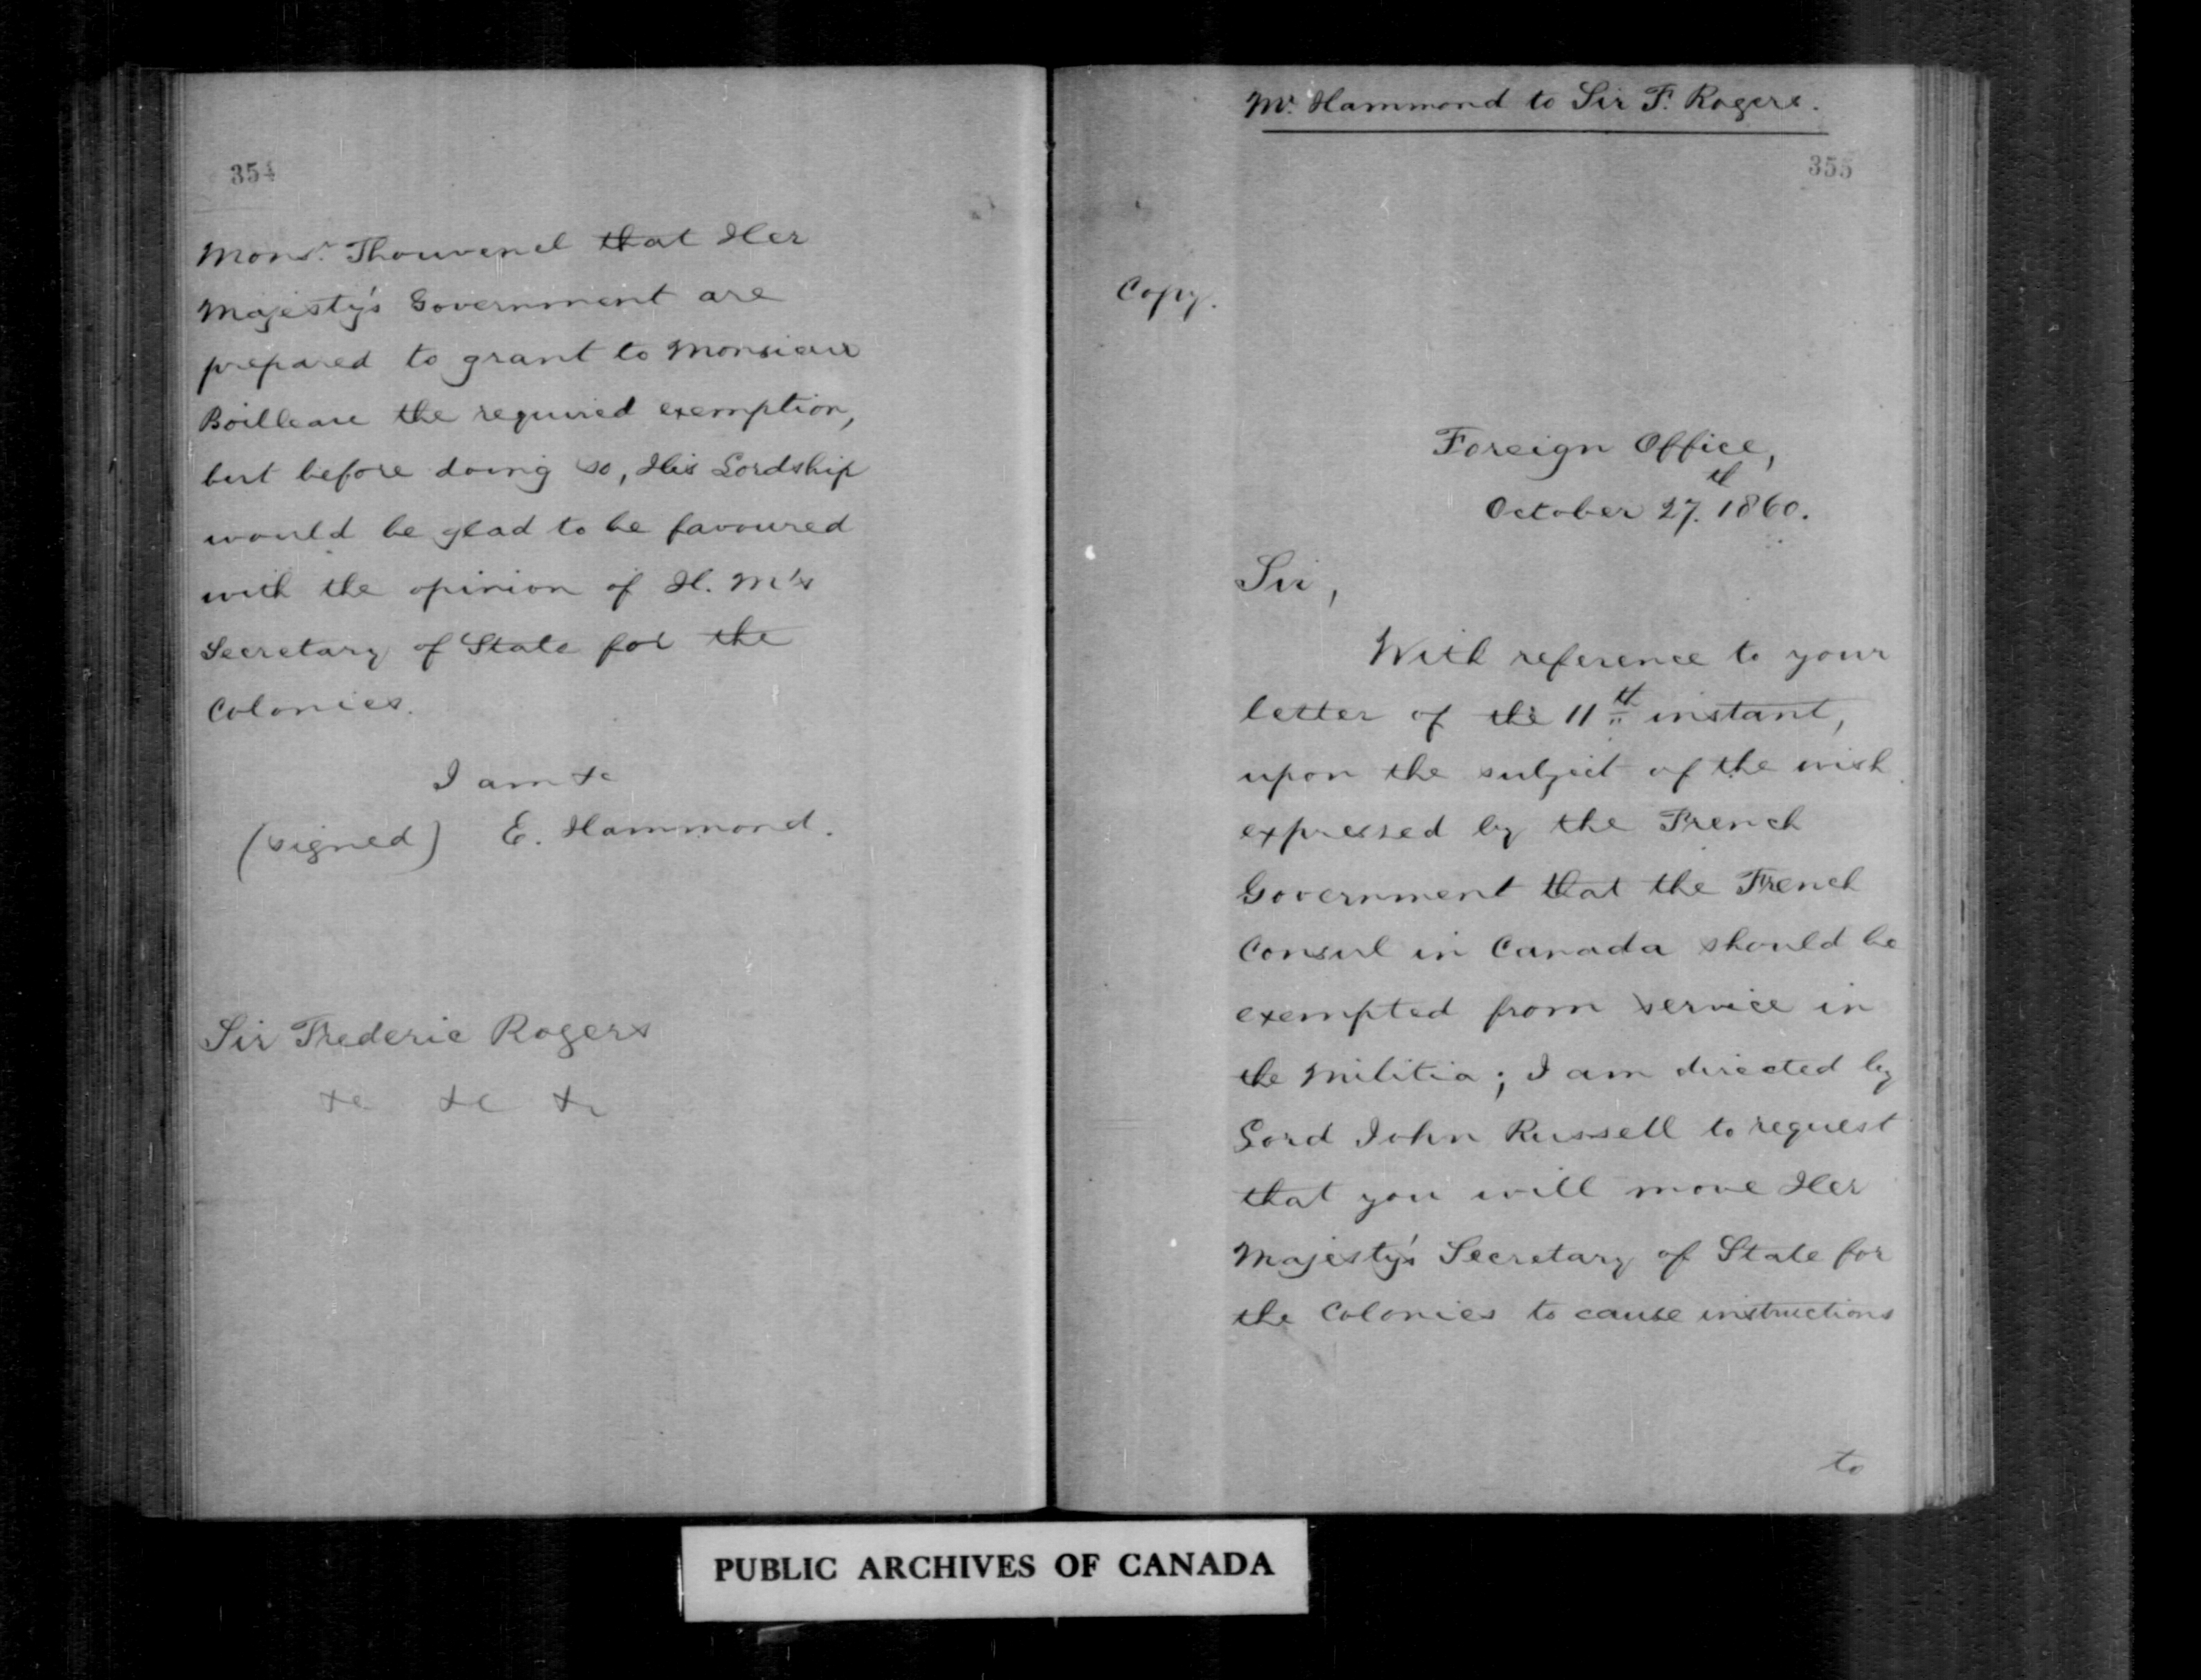 354
Monsr. Thouvenel that Her
Majesty's Government are
prepared to grant to Monsieur
Boilleau the required exemption,
but before doing so, His Lordship
would be glad to be favoured
with the opinion of H. M's
Secretary of State for the
Colonies.
I am &c
(signed) E. Hammond.
Sir Frederic Rogers
&c &c &c
Mr. Hammond to Sir F. Rogers.
355
Copy.
Foreign Office,
October 27th. 1860.
Sir,
With reference to your
letter of the 11th instant,
upon the subject of the wish
expressed by the French
Government that the French
Consul in Canada should be
exempted from service in
the Militia; I am directed by
Lord John Russell to request
that you will move Her
Majesty's Secretary of State for
the Colonies to cause instructions
to
PUBLIC ARCHIVES OF CANADA